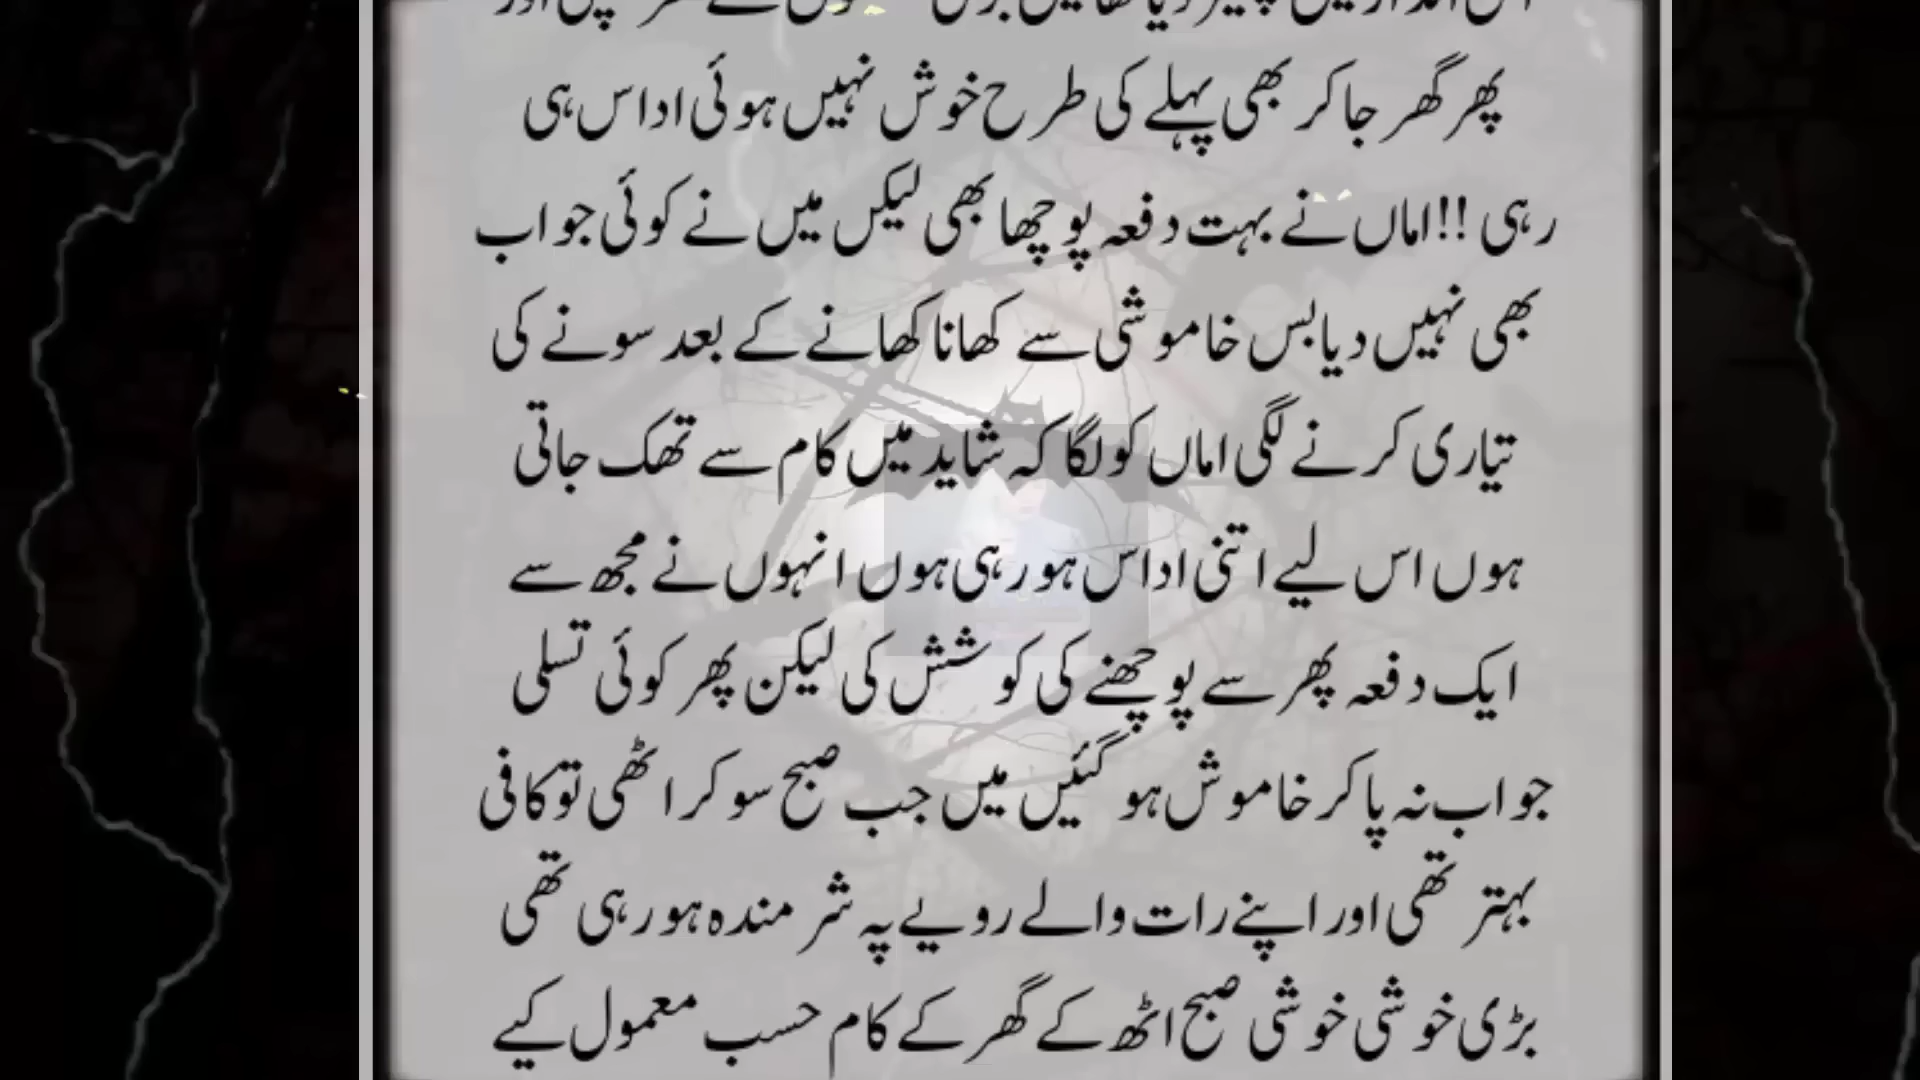 پھر گھر جا کر بھی پہلے کی طرح خوش نہیں ہوئی اداس ہی
رہی !!اماں نے بہت دفعہ پوچھا بھی لیکن میں نے کوئی جواب
بھی نہیں دیا بس خاموشی سے کھانا کھانے کے بعد سونے کی
تیاری کرنے لگی اماں کو لگا کہ شاید میں کام سے تھک جاتی
ہوں اس لیے اتنی اداس ہو رہی ہوں انہوں نے مجھ سے
ایک دفعہ پھر سے پوچھنے کی کوشش کی لیکن پھر کوئی تسلی
جواب نہ پا کر خاموش ہو گئیں میں جب صبح سو کر اٹھی تو کافی
بہتر تھی اور اپنے رات والے رویے پہ شرمندہ ہو رہی تھی
بڑی خوشی خوشی صبح اٹھ کے گھر کے کام حسب معمول کیے